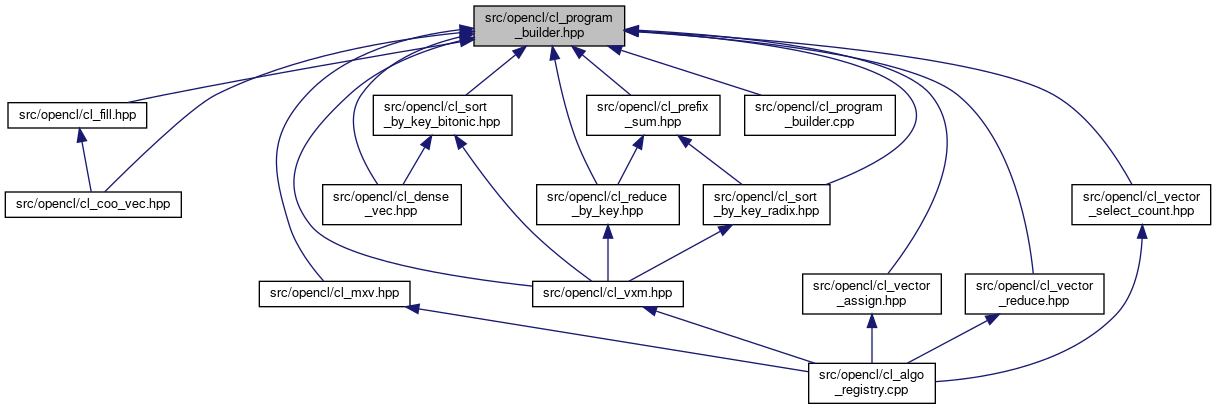 src/opencl/cl_program
_builder.hpp
src/opencl/cl_fill.hpp
src/opencl/cl_sort
_by_key_bitonic.hpp
src/opencl/cl_prefix
_sum.hpp
src/opencl/cl_program
_builder.cpp
src/opencl/cl_coo_vec.hpp
src/opencl/cl_dense
_vec.hpp
src/opencl/cl_reduce
_by_key.hpp
src/opencl/cl_sort
_by_key_radix.hpp
src/opencl/cl_vector
_select_count.hpp
src/opencl/cl_mxv.hpp
src/opencl/cl_vxm.hpp
src/opencl/cl_vector
_assign.hpp
src/opencl/cl_vector
_reduce.hpp
src/opencl/cl_algo
_registry.cpp